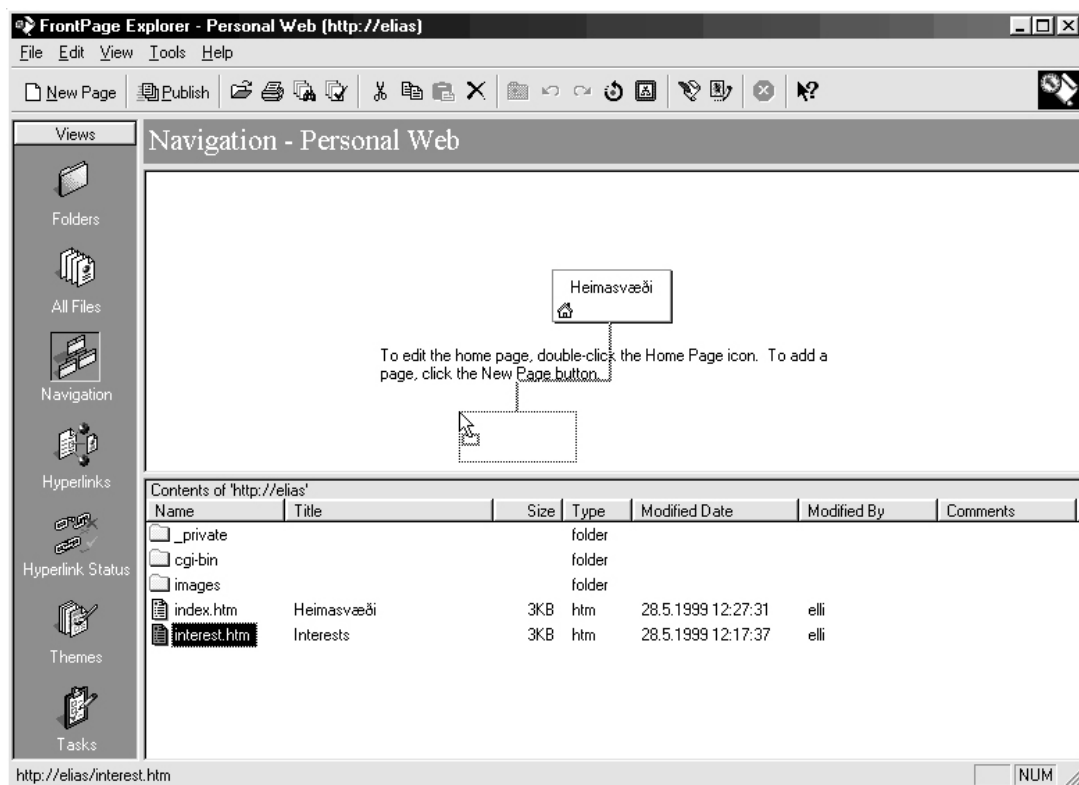 FrontPage Explorer - Personal Web (http://elias)
File Edit View Tools Help
New Page Publish
Views
Navigation - Personal Web
Folders
All Files
Navigation
Hyperlinks
Hyperlink Status
Themes
Tasks
Heimasvæði
To edit the home page, double-click the Home Page icon. To add a
page, click the New Page button.
Contents of 'http://elias'
Name Title Size Type Modified Date Modified By Comments
_private folder
cgi-bin folder
images folder
index.htm Heimasvæði 3KB htm 28.5.1999 12:27:31 elli
interest.htm Interests 3KB htm 28.5.1999 12:17:37 elli
http://elias/interest.htm NUM